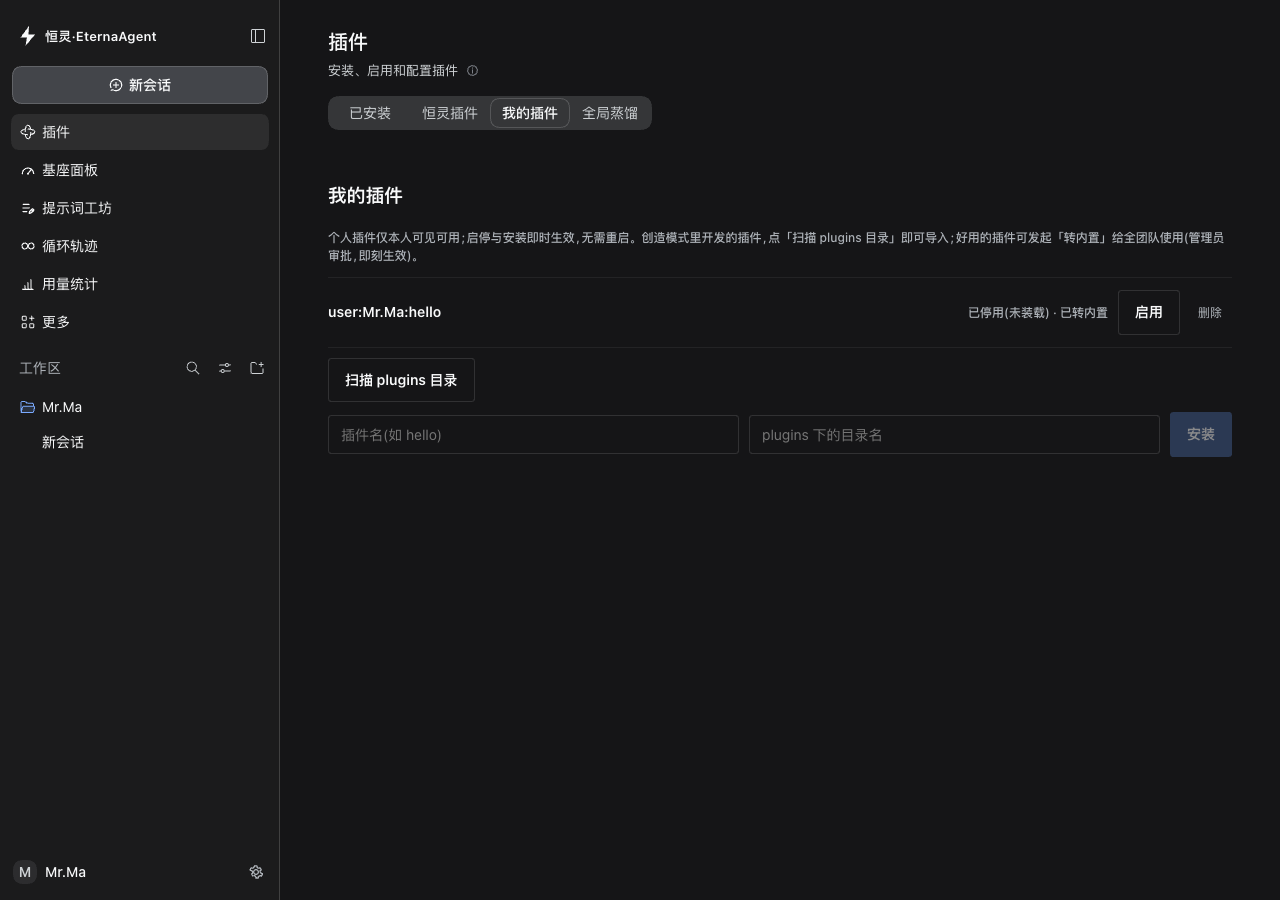 恒灵·EternaAgent
新会话
插件
基座面板
提示词工坊
循环轨迹
用量统计
更多
工作区
Mr.Ma
新会话
M Mr.Ma
插件
安装、启用和配置插件
已安装 恒灵插件 我的插件 全局蒸馏
我的插件
个人插件仅本人可见可用;启停与安装即时生效,无需重启。创造模式里开发的插件,点「扫描 plugins 目录」即可导入;好用的插件可发起「转内置」给全团队使用(管理员
审批,即刻生效)。
user:Mr.Ma:hello 已停用(未装载) · 已转内置 启用 删除
扫描 plugins 目录
插件名(如 hello) plugins 下的目录名 安装